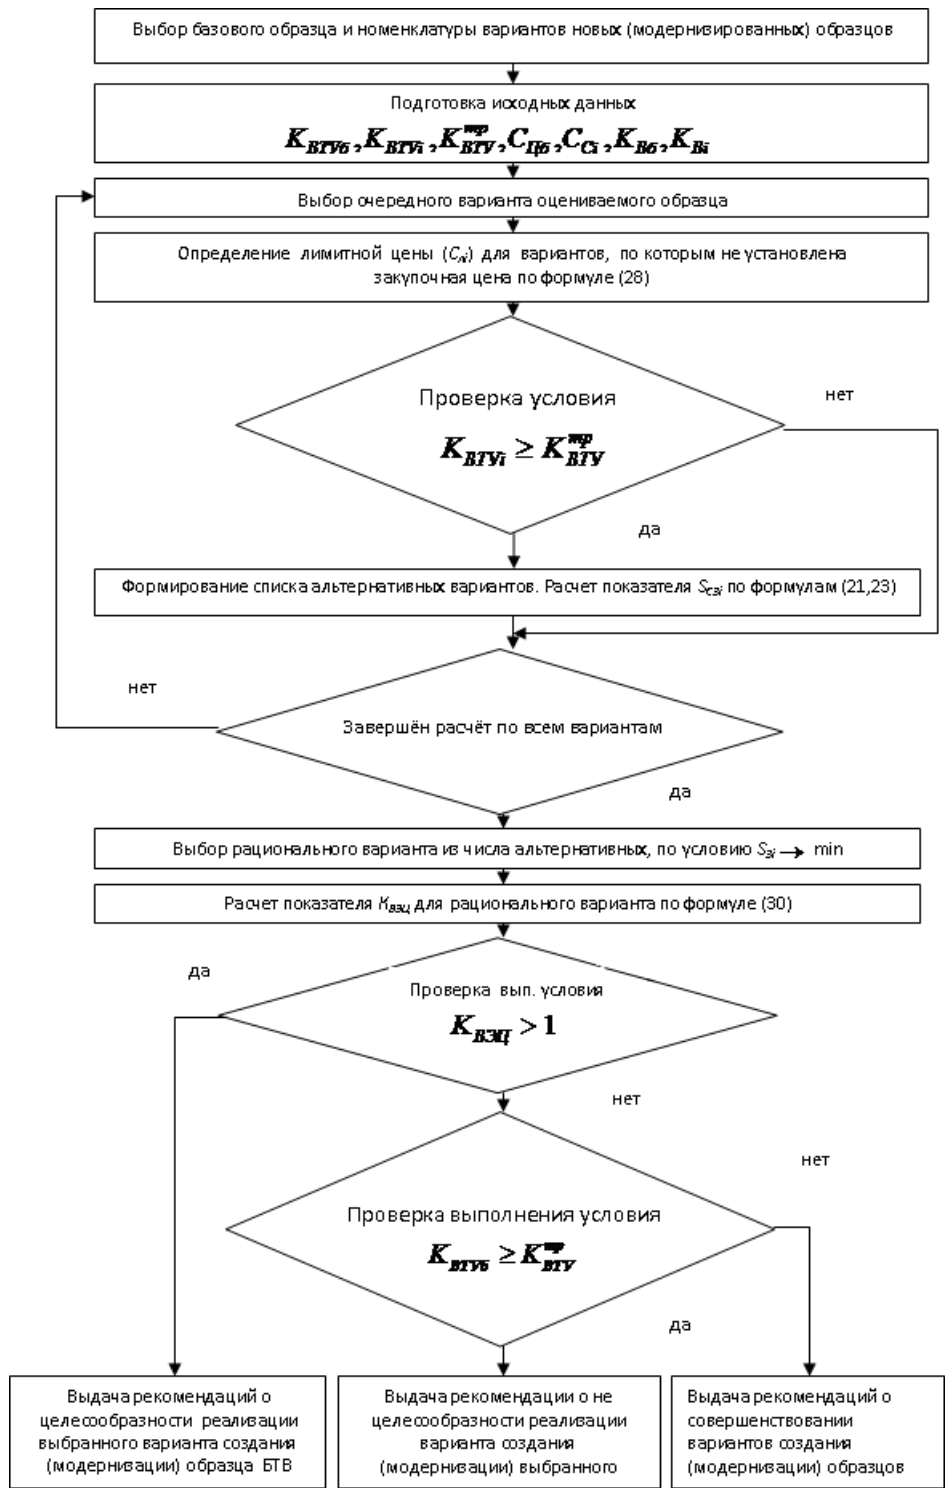 Выбор базового образца и номенклатуры вариантов новых (модернизированных) образцов
Подготовка исходных данных
K_ВТУб, K_ВТУi, K_ВТУ^тр, C_Цб, C_Ci, K_Вб, K_Вi
Выбор очередного варианта оцениваемого образца
Определение лимитной цены (C_лi) для вариантов, по которым не установлена
закупочная цена по формуле (28)
Проверка условия
нет
K_ВТУi ≥ K_ВТУ^тр
да
Формирование списка альтернативных вариантов. Расчет показателя S_СЗi по формулам (21,23)
нет
Завершён расчёт по всем вариантам
да
Выбор рационального варианта из числа альтернативных, по условию S_Зi → min
Расчет показателя K_ВЭЦ для рационального варианта по формуле (30)
да
Проверка вып. условия
K_ВЭЦ > 1
нет
нет
Проверка выполнения условия
K_ВТУб ≥ K_ВТУ^тр
да
Выдача рекомендаций о
целесообразности реализации
выбранного варианта создания
(модернизации) образца БТВ
Выдача рекомендации о не
целесообразности реализации
варианта создания
(модернизации) выбранного
Выдача рекомендаций о
совершенствовании
вариантов создания
(модернизации) образцов